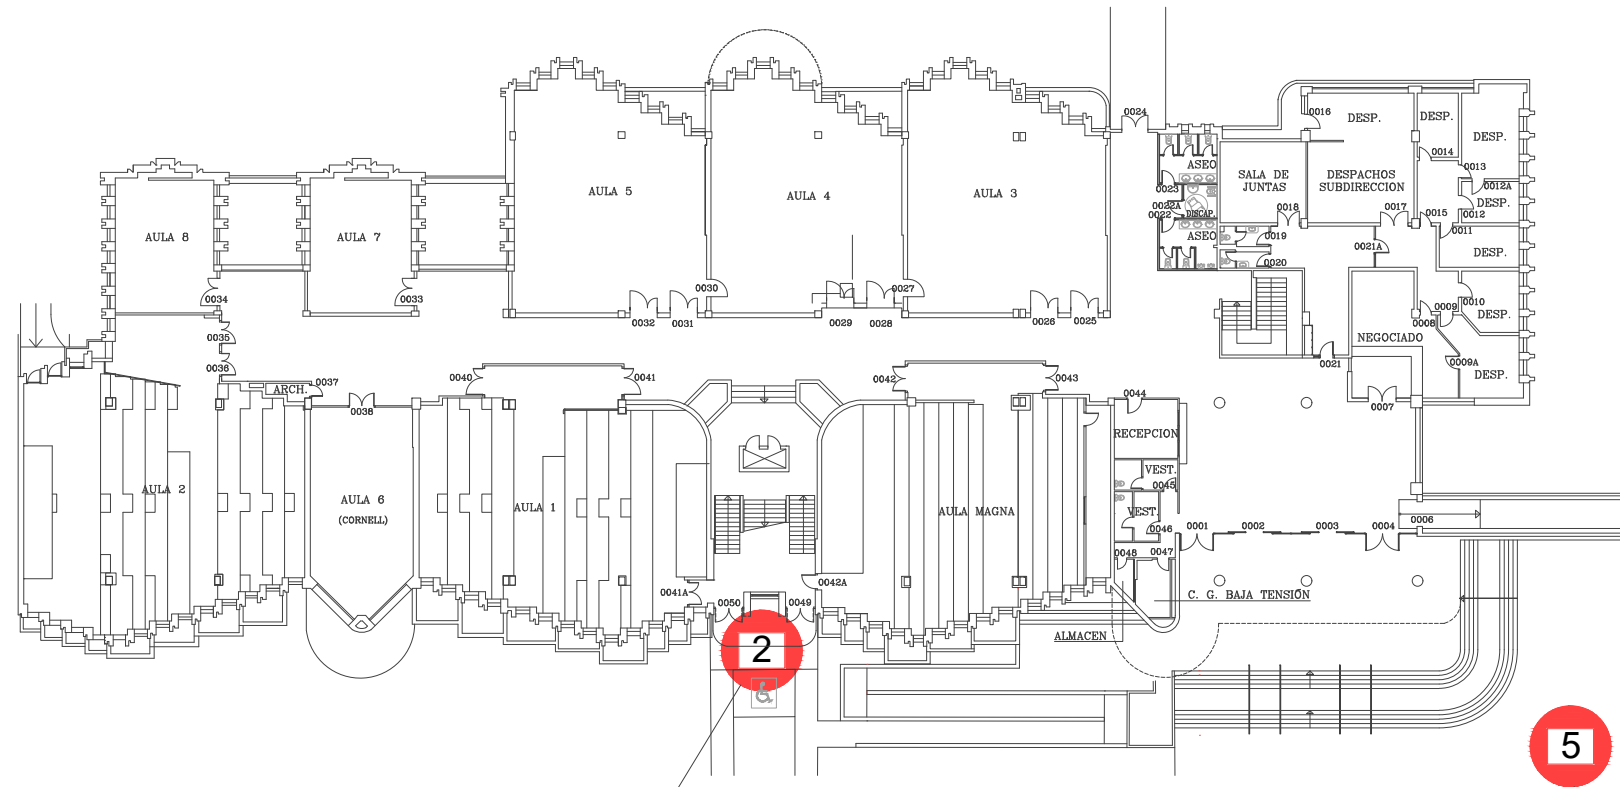 0024
0016
DESP.
DESP.
DESP.
0014
ASEO
0013
SALA DE
JUNTAS
DESPACHOS
SUBDIRECCION
0012A
0023
DESP.
AULA 5
AULA 4
AULA 3
0022A
0022
DISCAP.
0018
0017
0015
0012
0011
AULA 8
AULA 7
ASEO
0019
0021A
DESP.
0020
0034
0033
0030
0027
0009
0010
DESP.
0032
0031
0029
0028
0026
0025
0008
0035
NEGOCIADO
0036
0021
0009A
DESP.
0037
ARCH.
0040
0041
0042
0043
0038
0044
0007
RECEPCION
VEST.
0045
AULA 2
AULA 6
(CORNELL)
AULA 1
AULA MAGNA
VEST.
0046
0001
0002
0003
0004
0006
0048
0047
0042A
0041A
0050
0049
C. G. BAJA TENSIÓN
ALMACEN
2
5